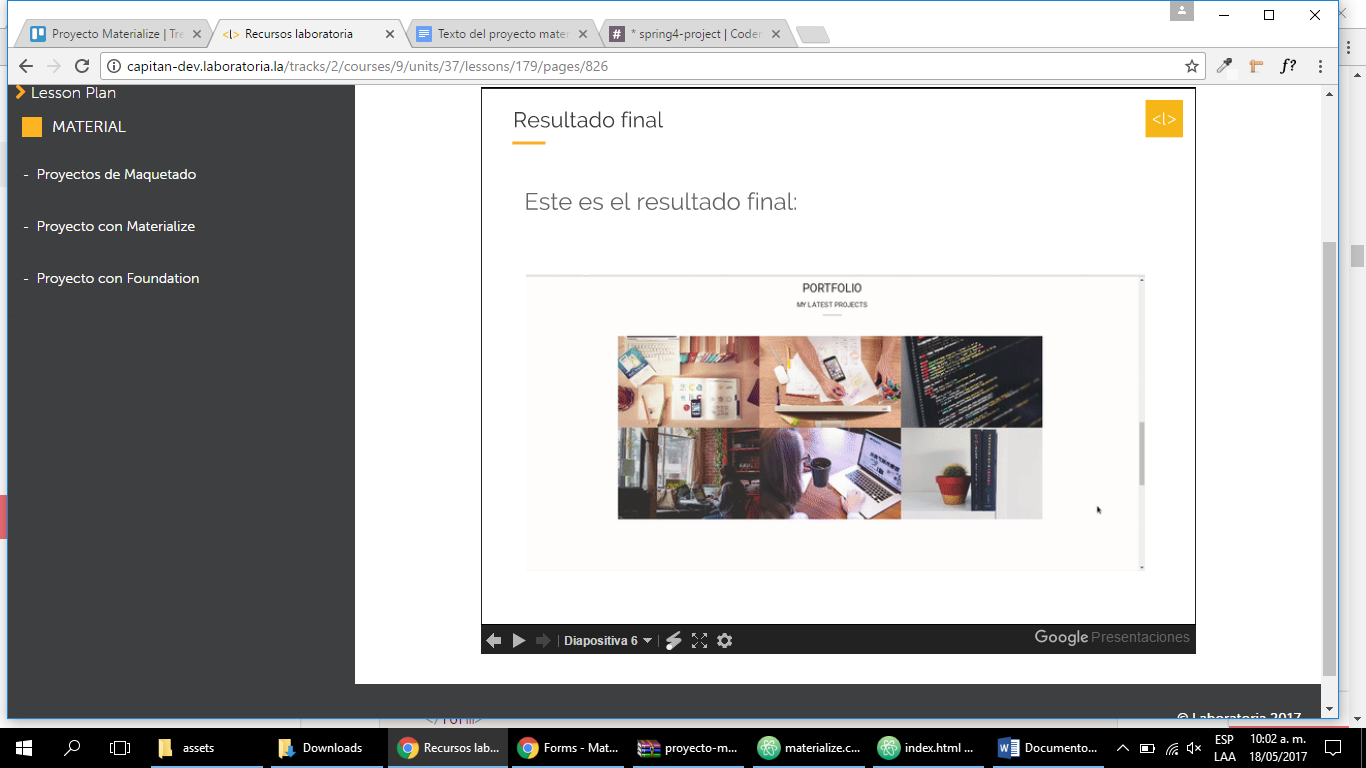 Proyecto Materialize | Tre
<l> Recursos laboratoria
Texto del proyecto mater
# * spring4-project | Coder
capitan-dev.laboratoria.la/tracks/2/courses/9/units/37/lessons/179/pages/826
f?
Lesson Plan
MATERIAL
- Proyectos de Maquetado
- Proyecto con Materialize
- Proyecto con Foundation
Resultado final
<l>
Este es el resultado final:
PORTFOLIO
MY LATEST PROJECTS
Diapositiva 6
Google Presentaciones
© Laboratoria 2017
assets
Downloads
Recursos lab...
Forms - Mat...
proyecto-m...
materialize.c...
index.html ...
Documento...
ESP
LAA
10:02 a. m.
18/05/2017